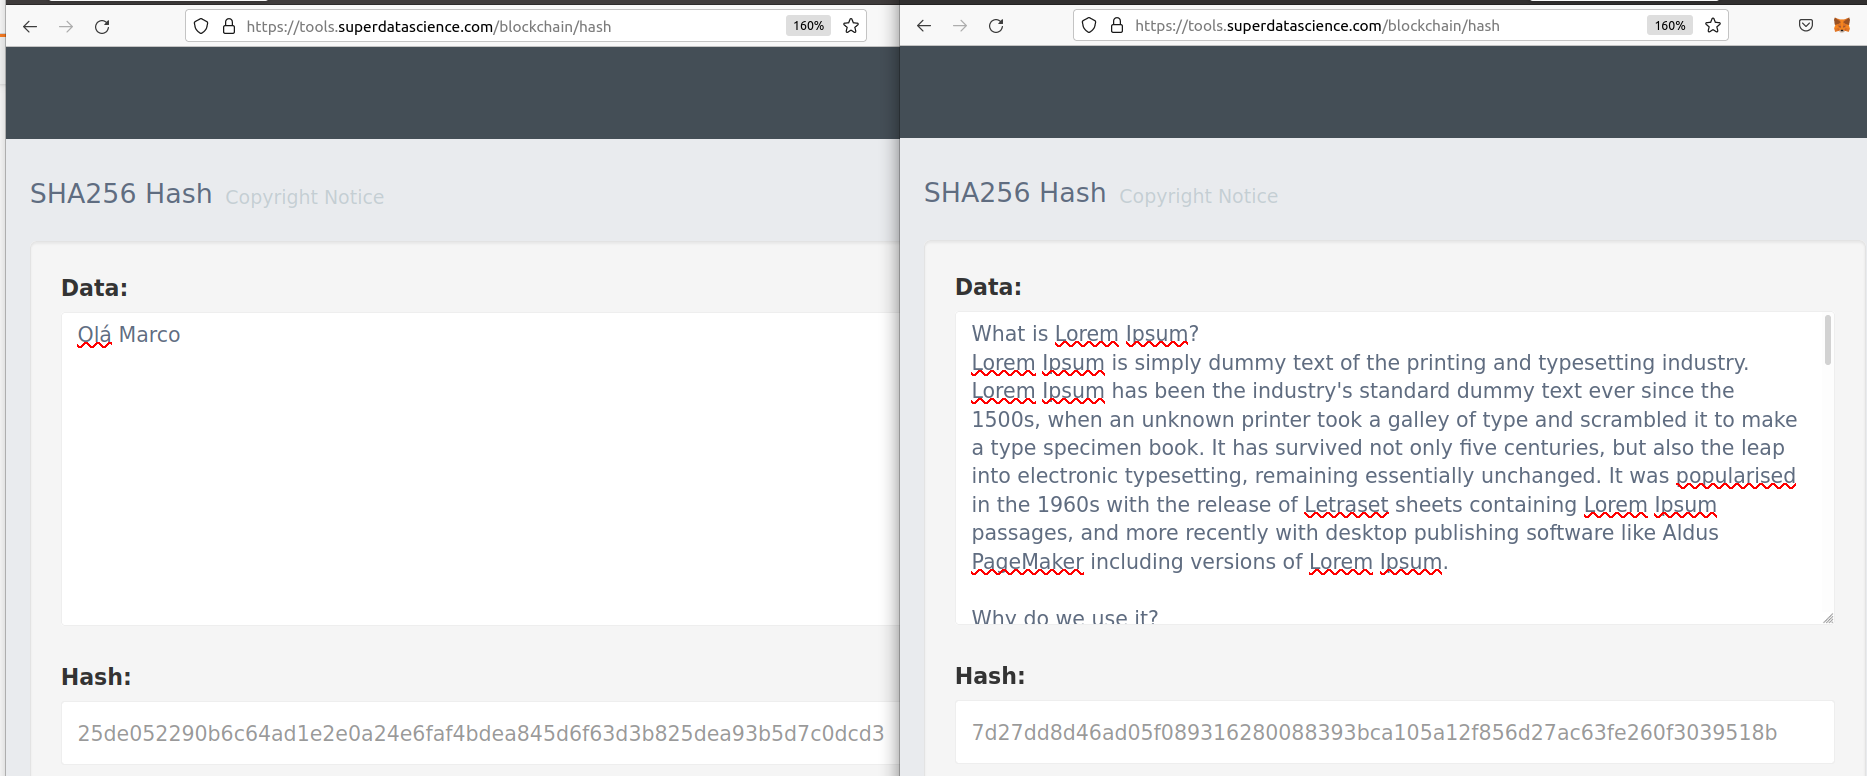 https://tools.superdatascience.com/blockchain/hash
160%
SHA256 Hash Copyright Notice
Data:
Olá Marco
Hash:
25de052290b6c64ad1e2e0a24e6faf4bdea845d6f63d3b825dea93b5d7c0dcd3
https://tools.superdatascience.com/blockchain/hash
160%
SHA256 Hash Copyright Notice
Data:
What is Lorem Ipsum?
Lorem Ipsum is simply dummy text of the printing and typesetting industry.
Lorem Ipsum has been the industry's standard dummy text ever since the
1500s, when an unknown printer took a galley of type and scrambled it to make
a type specimen book. It has survived not only five centuries, but also the leap
into electronic typesetting, remaining essentially unchanged. It was popularised
in the 1960s with the release of Letraset sheets containing Lorem Ipsum
passages, and more recently with desktop publishing software like Aldus
PageMaker including versions of Lorem Ipsum.
Why do we use it?
Hash:
7d27dd8d46ad05f089316280088393bca105a12f856d27ac63fe260f3039518b